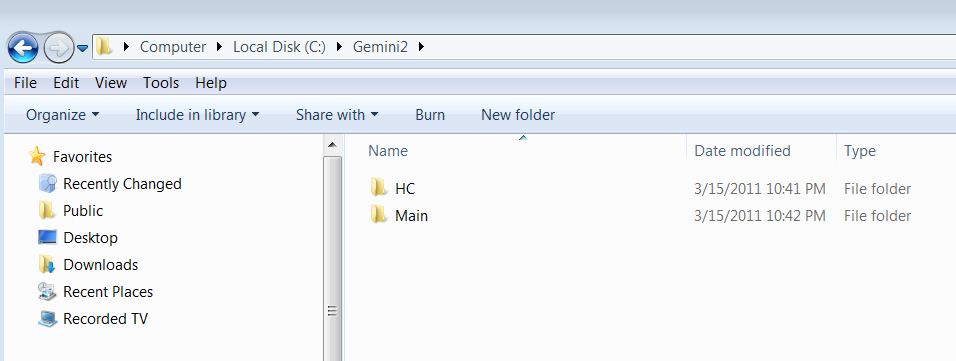 Computer Local Disk (C:) Gemini2
File Edit View Tools Help
Organize Include in library Share with Burn New folder
Favorites
Recently Changed
Public
Desktop
Downloads
Recent Places
Recorded TV
Name Date modified Type
HC 3/15/2011 10:41 PM File folder
Main 3/15/2011 10:42 PM File folder